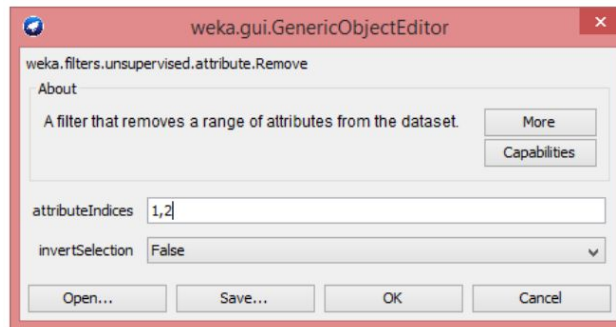 weka.gui.GenericObjectEditor
weka.filters.unsupervised.attribute.Remove
About
A filter that removes a range of attributes from the dataset.
More
Capabilities
attributeIndices 1,2
invertSelection False
Open... Save... OK Cancel